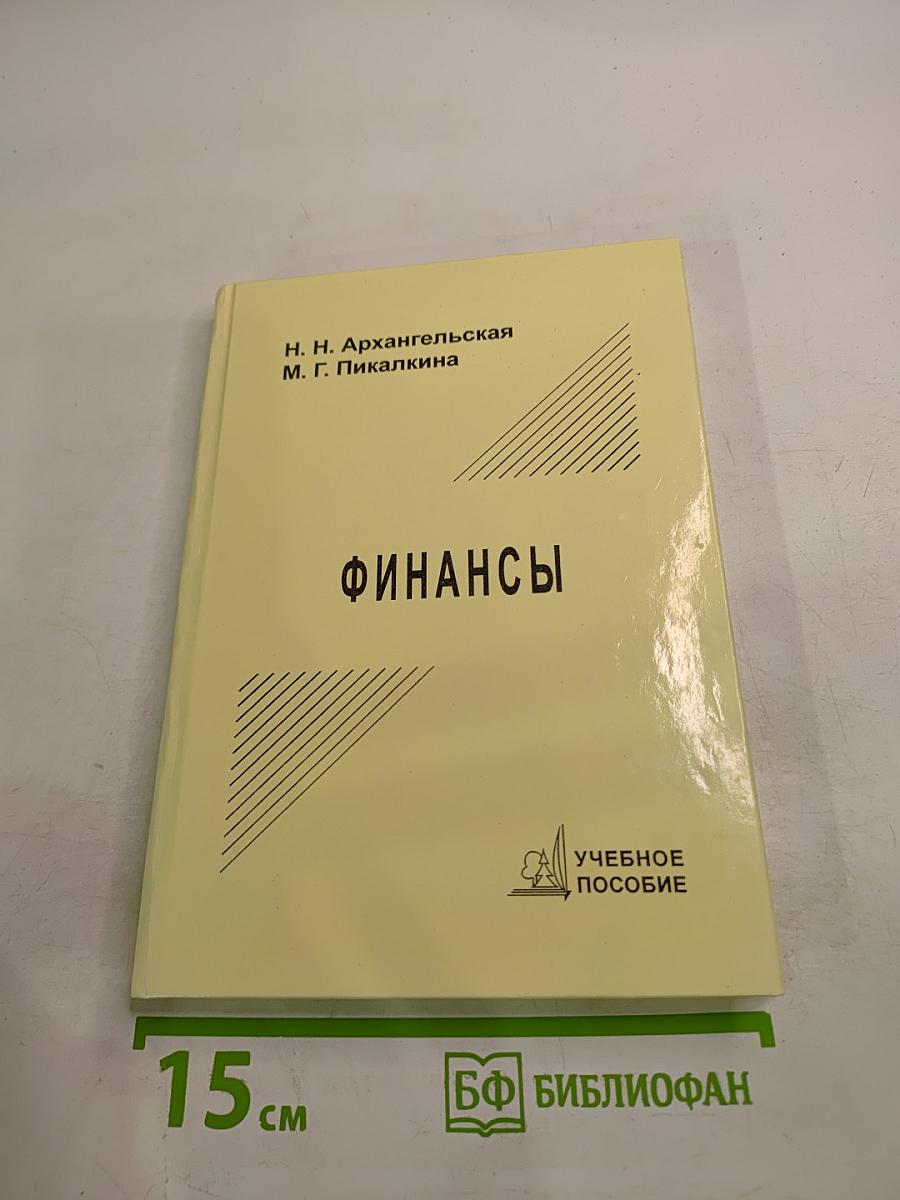 Н. Н. Архангельская
М. Г. Пикалкина
ФИНАНСЫ
УЧЕБНОЕ
ПОСОБИЕ
15 см
БФ БИБЛИОФАН